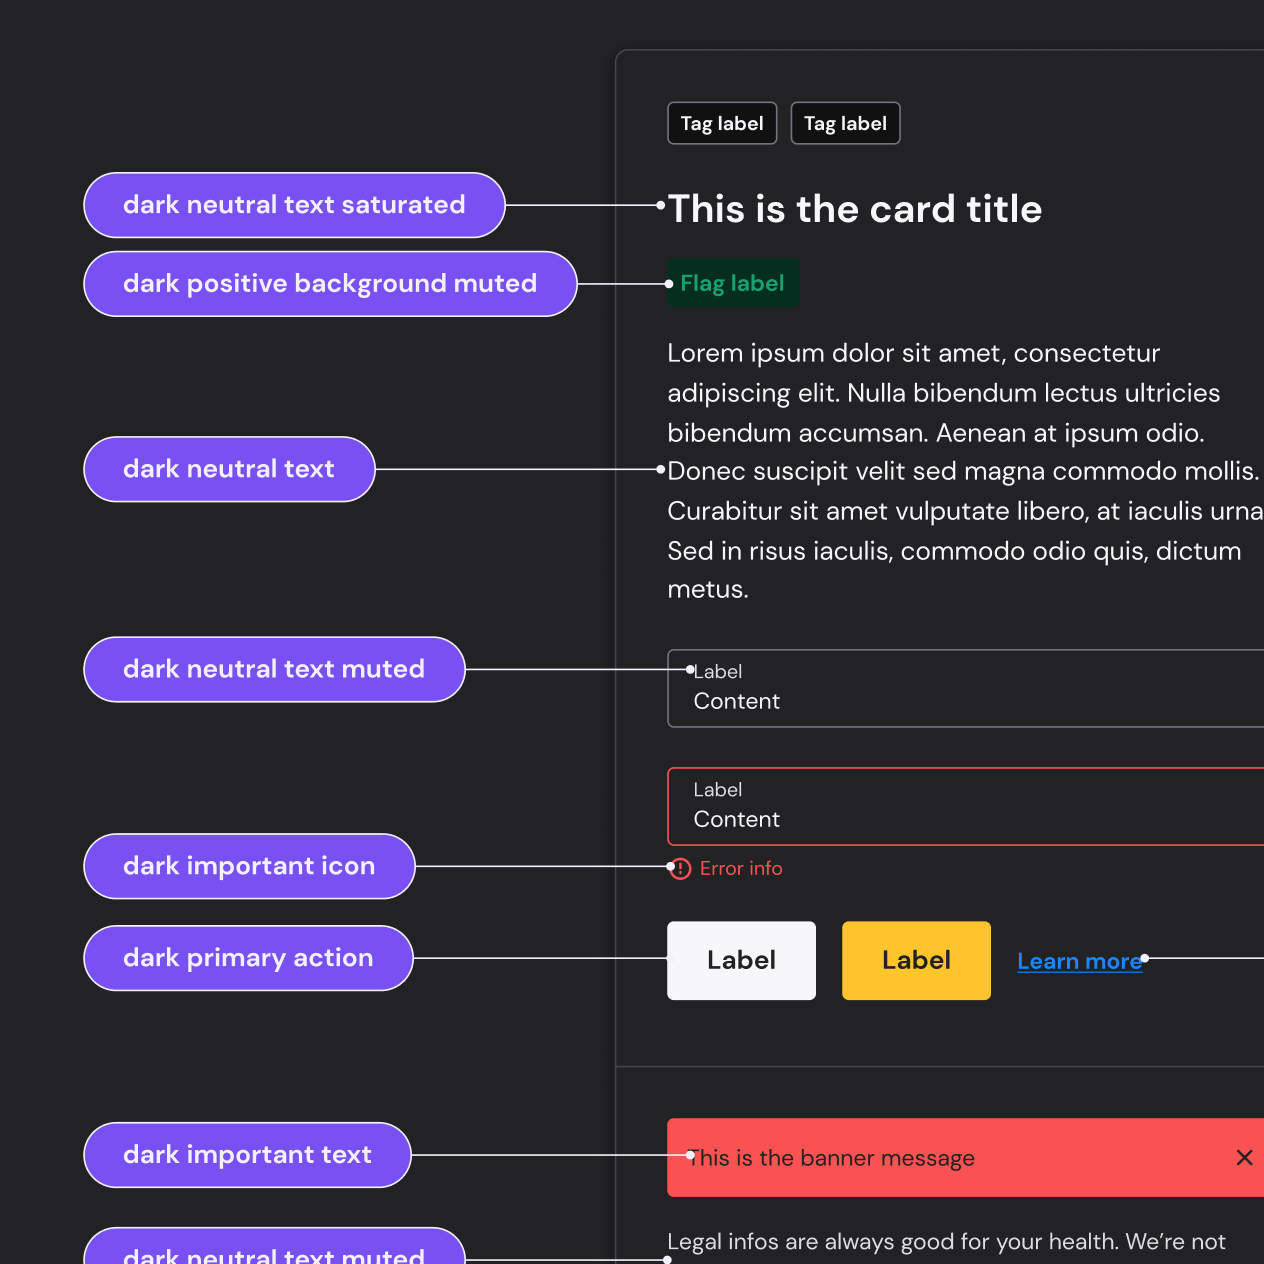 Tag label
Tag label
dark neutral text saturated
This is the card title
dark positive background muted
Flag label
Lorem ipsum dolor sit amet, consectetur
adipiscing elit. Nulla bibendum lectus ultricies
bibendum accumsan. Aenean at ipsum odio.
dark neutral text
Donec suscipit velit sed magna commodo mollis.
Curabitur sit amet vulputate libero, at iaculis urna
Sed in risus iaculis, commodo odio quis, dictum
metus.
dark neutral text muted
Label
Content
Label
Content
dark important icon
Error info
dark primary action
Label
Label
Learn more
dark important text
This is the banner message
Legal infos are always good for your health. We’re not
dark neutral text muted